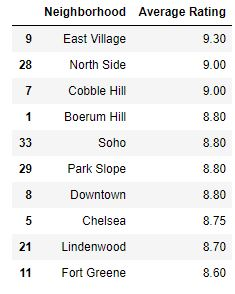 Neighborhood Average Rating
9 East Village 9.30
28 North Side 9.00
7 Cobble Hill 9.00
1 Boerum Hill 8.80
33 Soho 8.80
29 Park Slope 8.80
8 Downtown 8.80
5 Chelsea 8.75
21 Lindenwood 8.70
11 Fort Greene 8.60